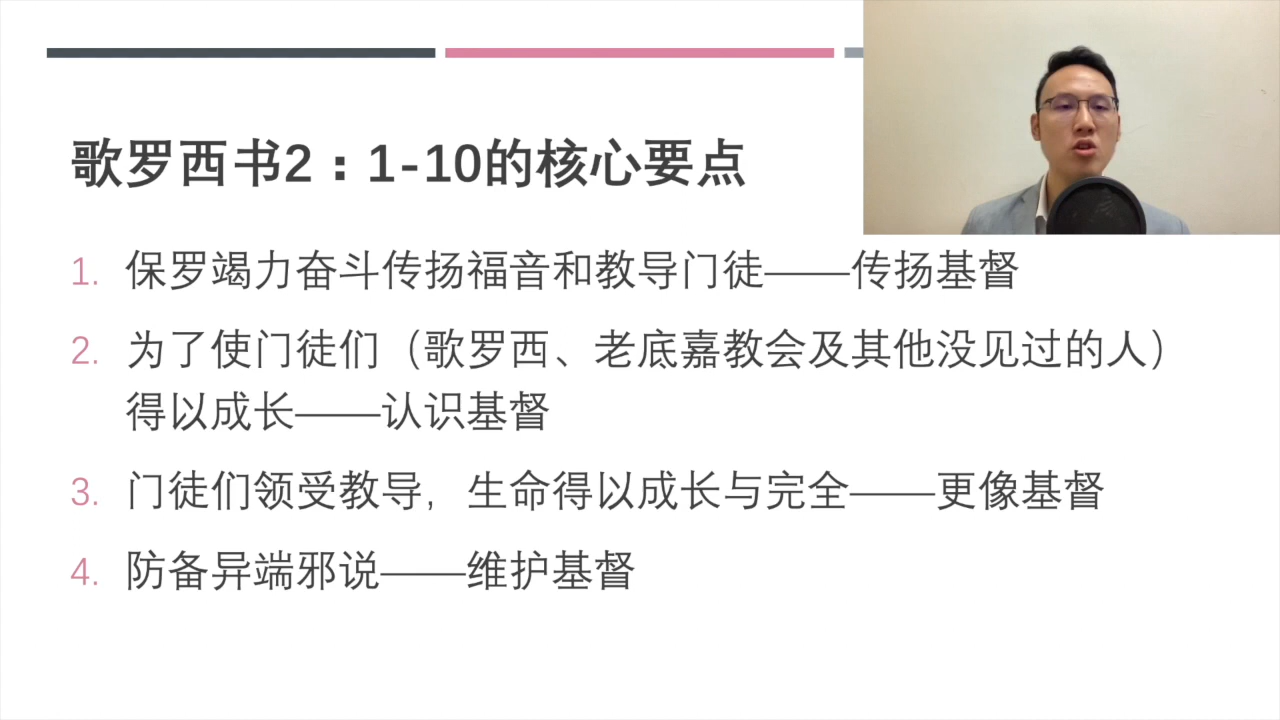 歌罗西书2：1-10的核心要点
1. 保罗竭力奋斗传扬福音和教导门徒——传扬基督
2. 为了使门徒们（歌罗西、老底嘉教会及其他没见过的人）
得以成长——认识基督
3. 门徒们领受教导，生命得以成长与完全——更像基督
4. 防备异端邪说——维护基督